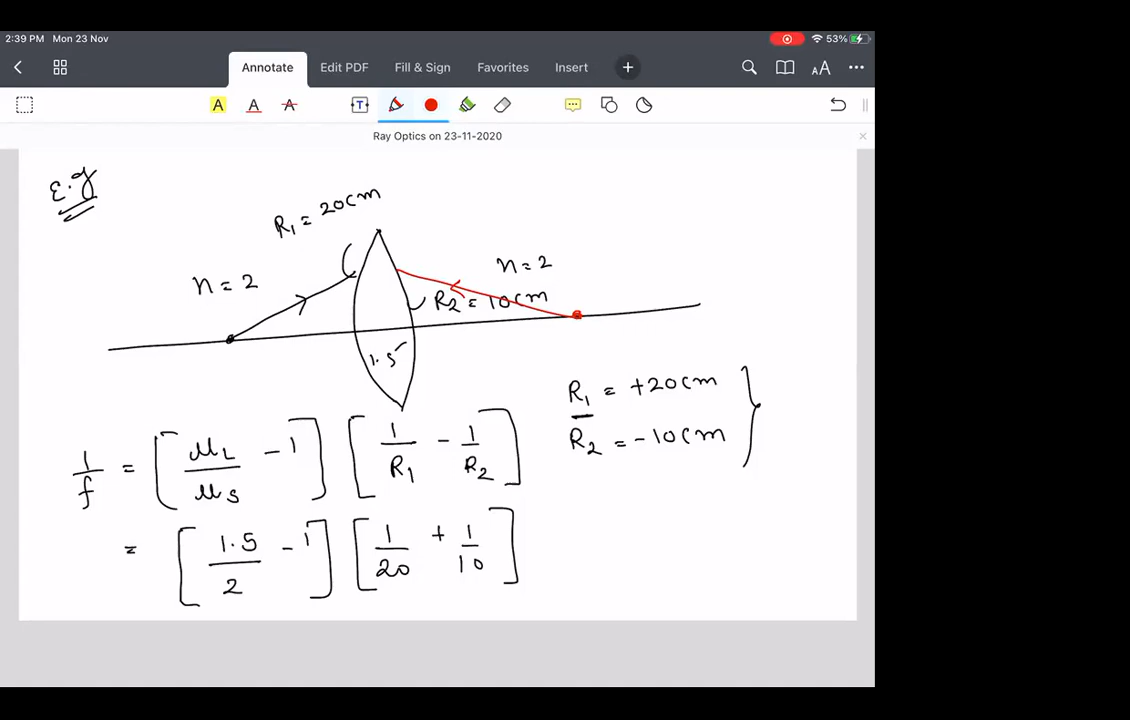 2:39 PM Mon 23 Nov
53%
Annotate Edit PDF Fill & Sign Favorites Insert
AA
A A A T
Ray Optics on 23-11-2020
E.g
R₁ = 20cm
n = 2
n = 2
R₂ = 10cm
1.5
R₁ = +20cm
R₂ = -10cm
1/f = [μL/μS - 1] [1/R₁ - 1/R₂]
= [1.5/2 - 1] [1/20 + 1/10]